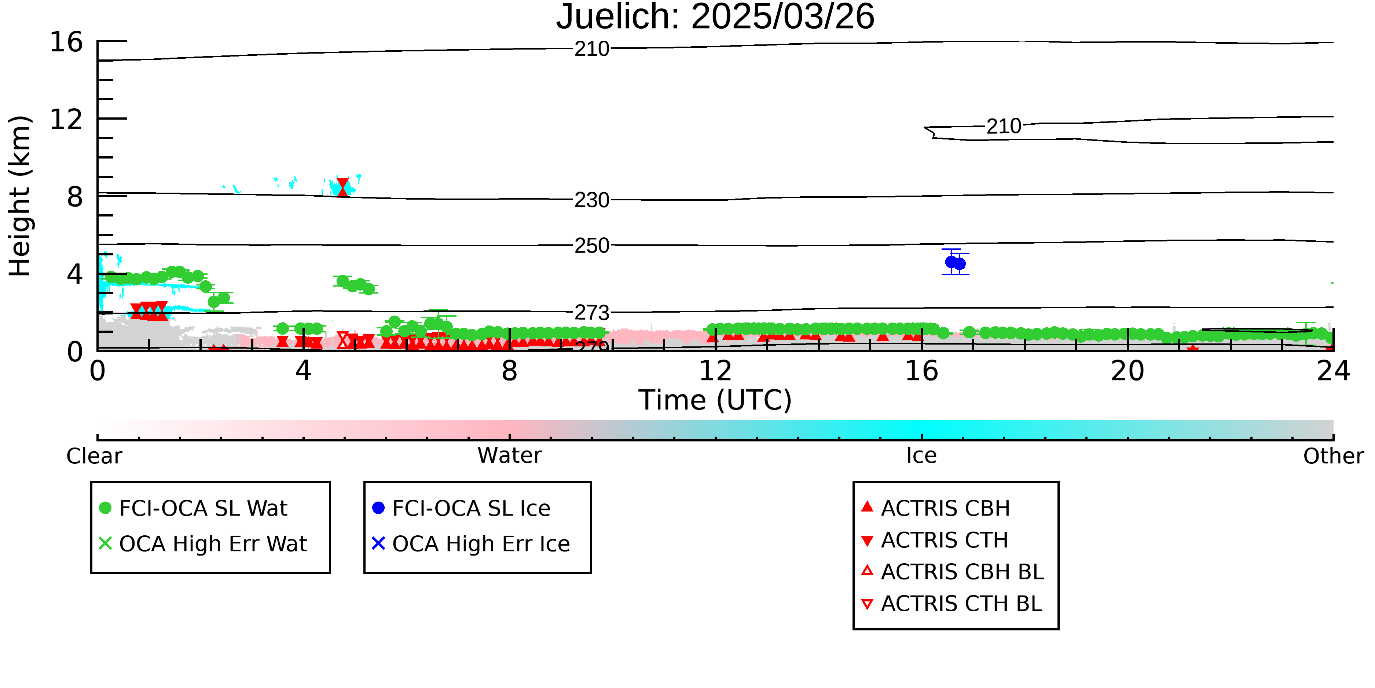 Juelich: 2025/03/26
16
12
8
4
0
Height (km)
210
210
230
250
273
0
4
8
12
16
20
24
Time (UTC)
Clear
Water
Ice
Other
FCI-OCA SL Wat
OCA High Err Wat
FCI-OCA SL Ice
OCA High Err Ice
ACTRIS CBH
ACTRIS CTH
ACTRIS CBH BL
ACTRIS CTH BL